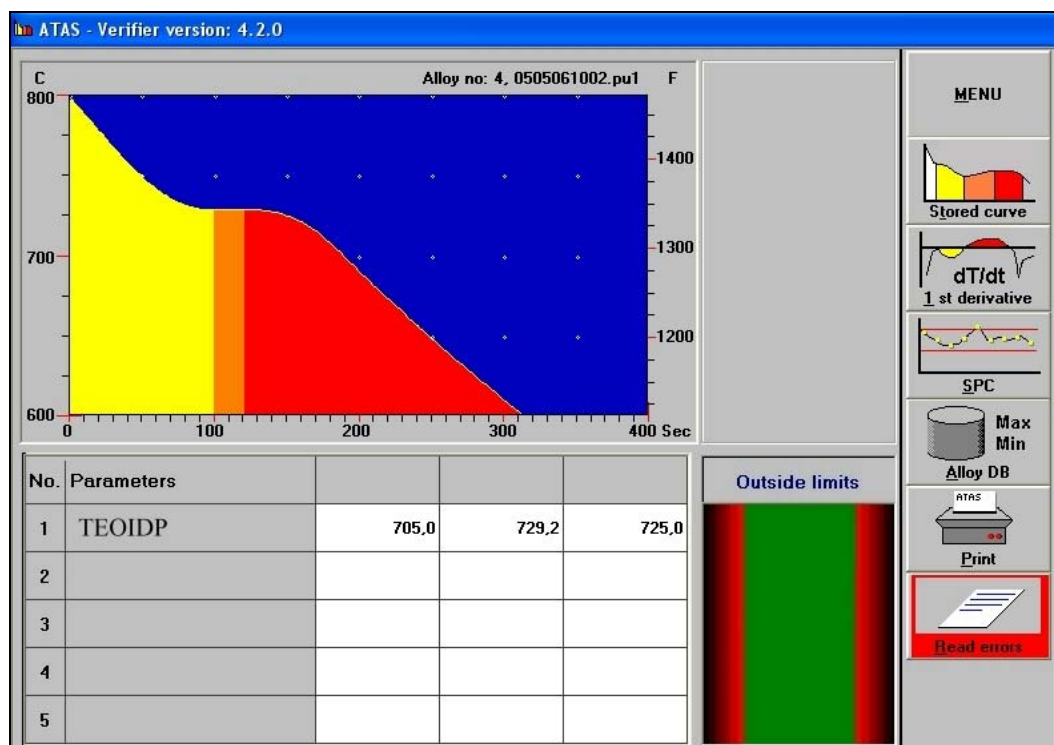 ATAS - Verifier version: 4.2.0
C Alloy no: 4, 0505061002.pu1 F
800
1400
700
1300
1200
600
0 100 200 300 400 Sec
No. Parameters
1 TEOIDP 705,0 729,2 725,0
2
3
4
5
Outside limits
MENU
Stored curve
dT/dt
1 st derivative
SPC
Max
Min
Alloy DB
ATAS
Print
Read errors